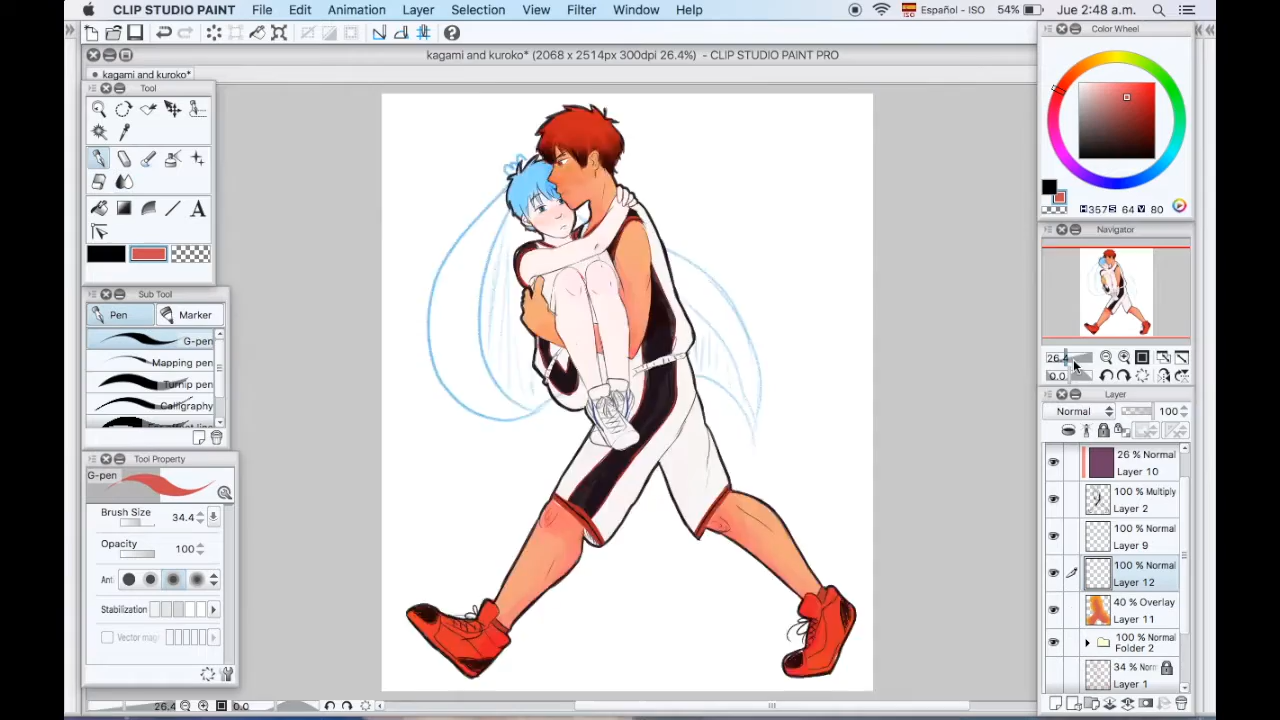 CLIP STUDIO PAINT File Edit Animation Layer Selection View Filter Window Help Español - ISO 54% Jue 2:48 a.m.
kagami and kuroko* (2068 x 2514px 300dpi 26.4%) - CLIP STUDIO PAINT PRO
kagami and kuroko*
Tool
A
Sub Tool
Pen Marker
G-pen
Mapping pen
Turnip pen
Calligraphy
Tool Property
G-pen
Brush Size 34.4
Opacity 100
Stabilization
Vector mag
26.4 0.0
Color Wheel
H 357 S 64 V 80
Navigator
26.4
0.0
Layer
Normal 100
26 % Normal
Layer 10
100 % Multiply
Layer 2
100 % Normal
Layer 9
100 % Normal
Layer 12
40 % Overlay
Layer 11
100 % Normal
Folder 2
34 % Norm
Layer 1